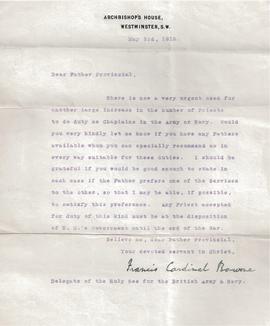 ARCHBISHOP'S HOUSE,
WESTMINSTER, S.W.
May 3rd, 1918.
Dear Father Provincial,
There is now a very urgent need for
another large increase in the number of Priests
to do duty as Chaplains in the Army or Navy. Would
you very kindly let me know if you have any Fathers
available whom you can specially recommend as in
every way suitable for these duties. I should be
grateful if you would be good enough to state in
each case if the Father prefers one of the Services
to the other, so that I may be able, if possible,
to satisfy this preference. Any Priest accepted
for duty of this kind must be at the disposition
of H. M.'s Government until the end of the War.
Believe me, dear Father Provincial,
Your devoted servant in Christ,
Francis Cardinal Bourne
Delegate of the Holy See for the British Army & Navy.